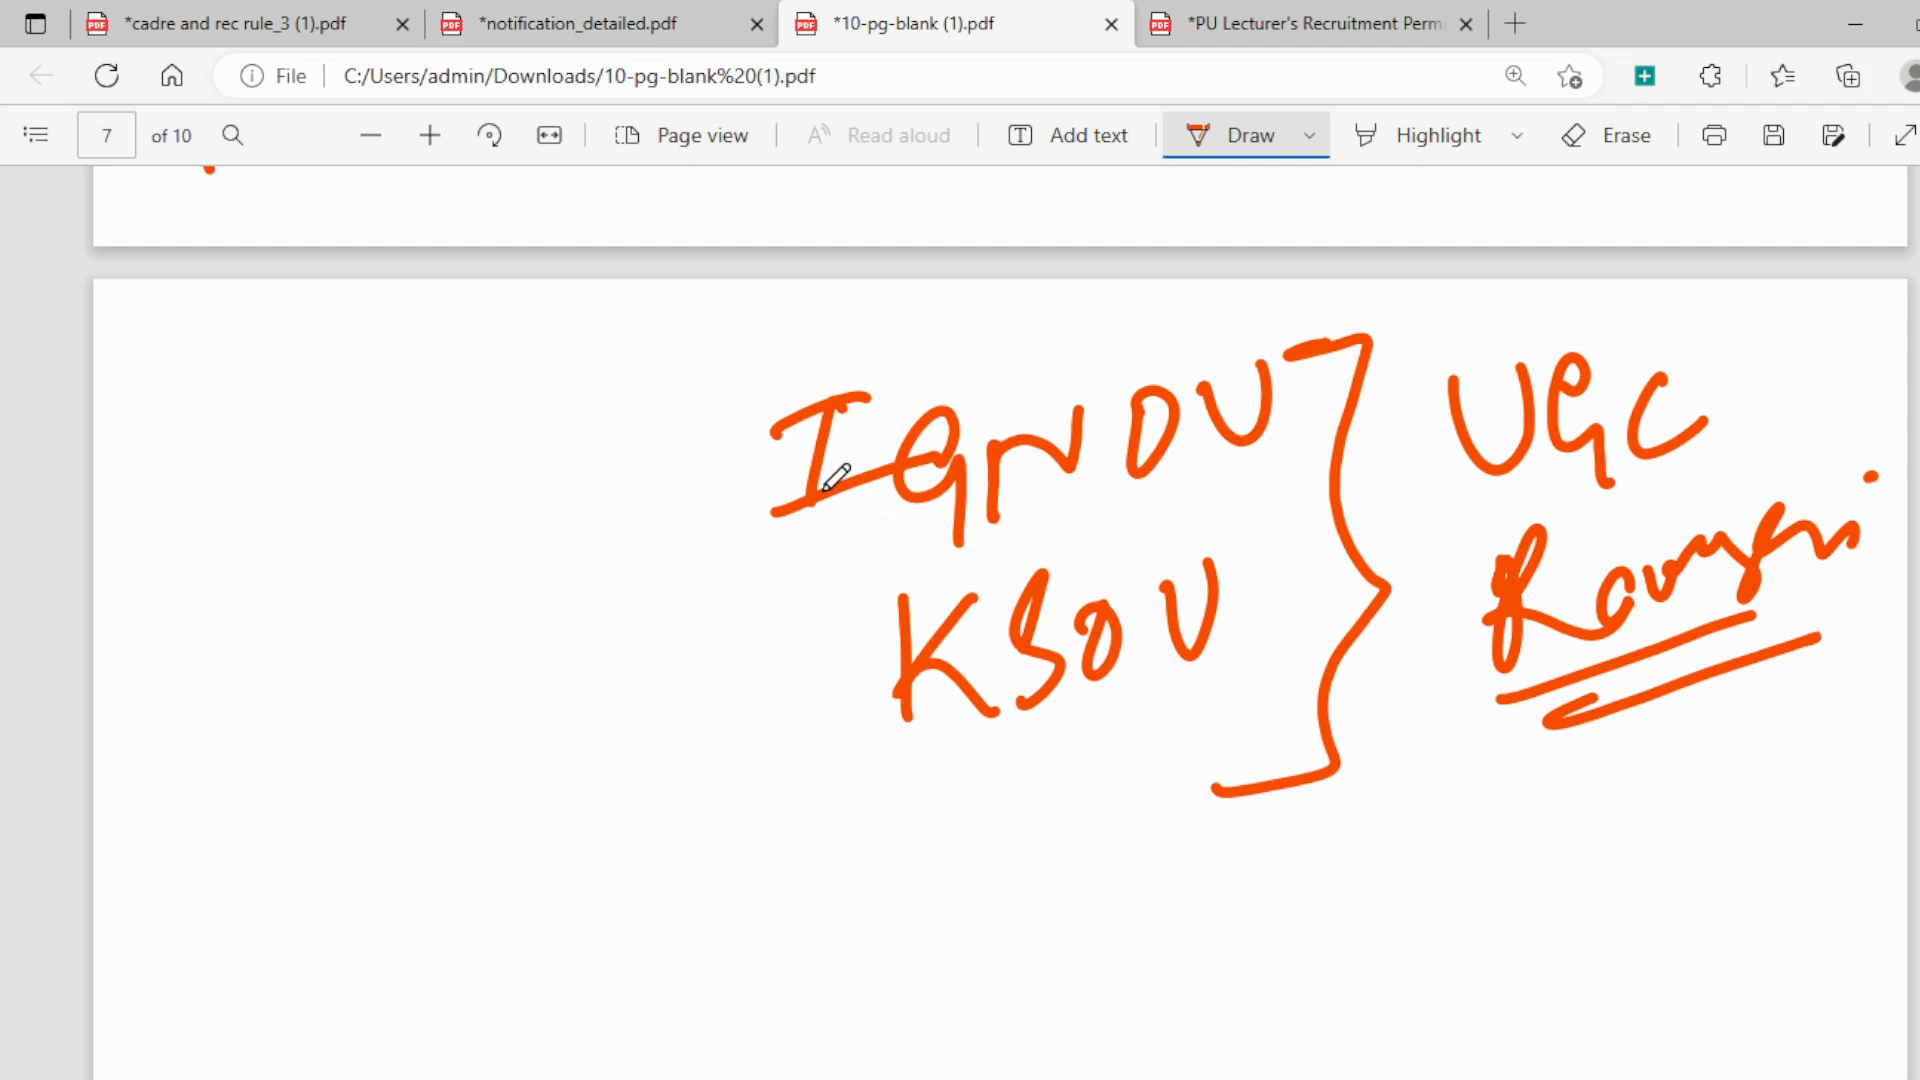 *cadre and rec rule_3 (1).pdf
*notification_detailed.pdf
*10-pg-blank (1).pdf
*PU Lecturer's Recruitment Permi
File
C:/Users/admin/Downloads/10-pg-blank%20(1).pdf
7 of 10
Page view
Read aloud
Add text
Draw
Highlight
Erase
IGNOU
UGC
KSOU